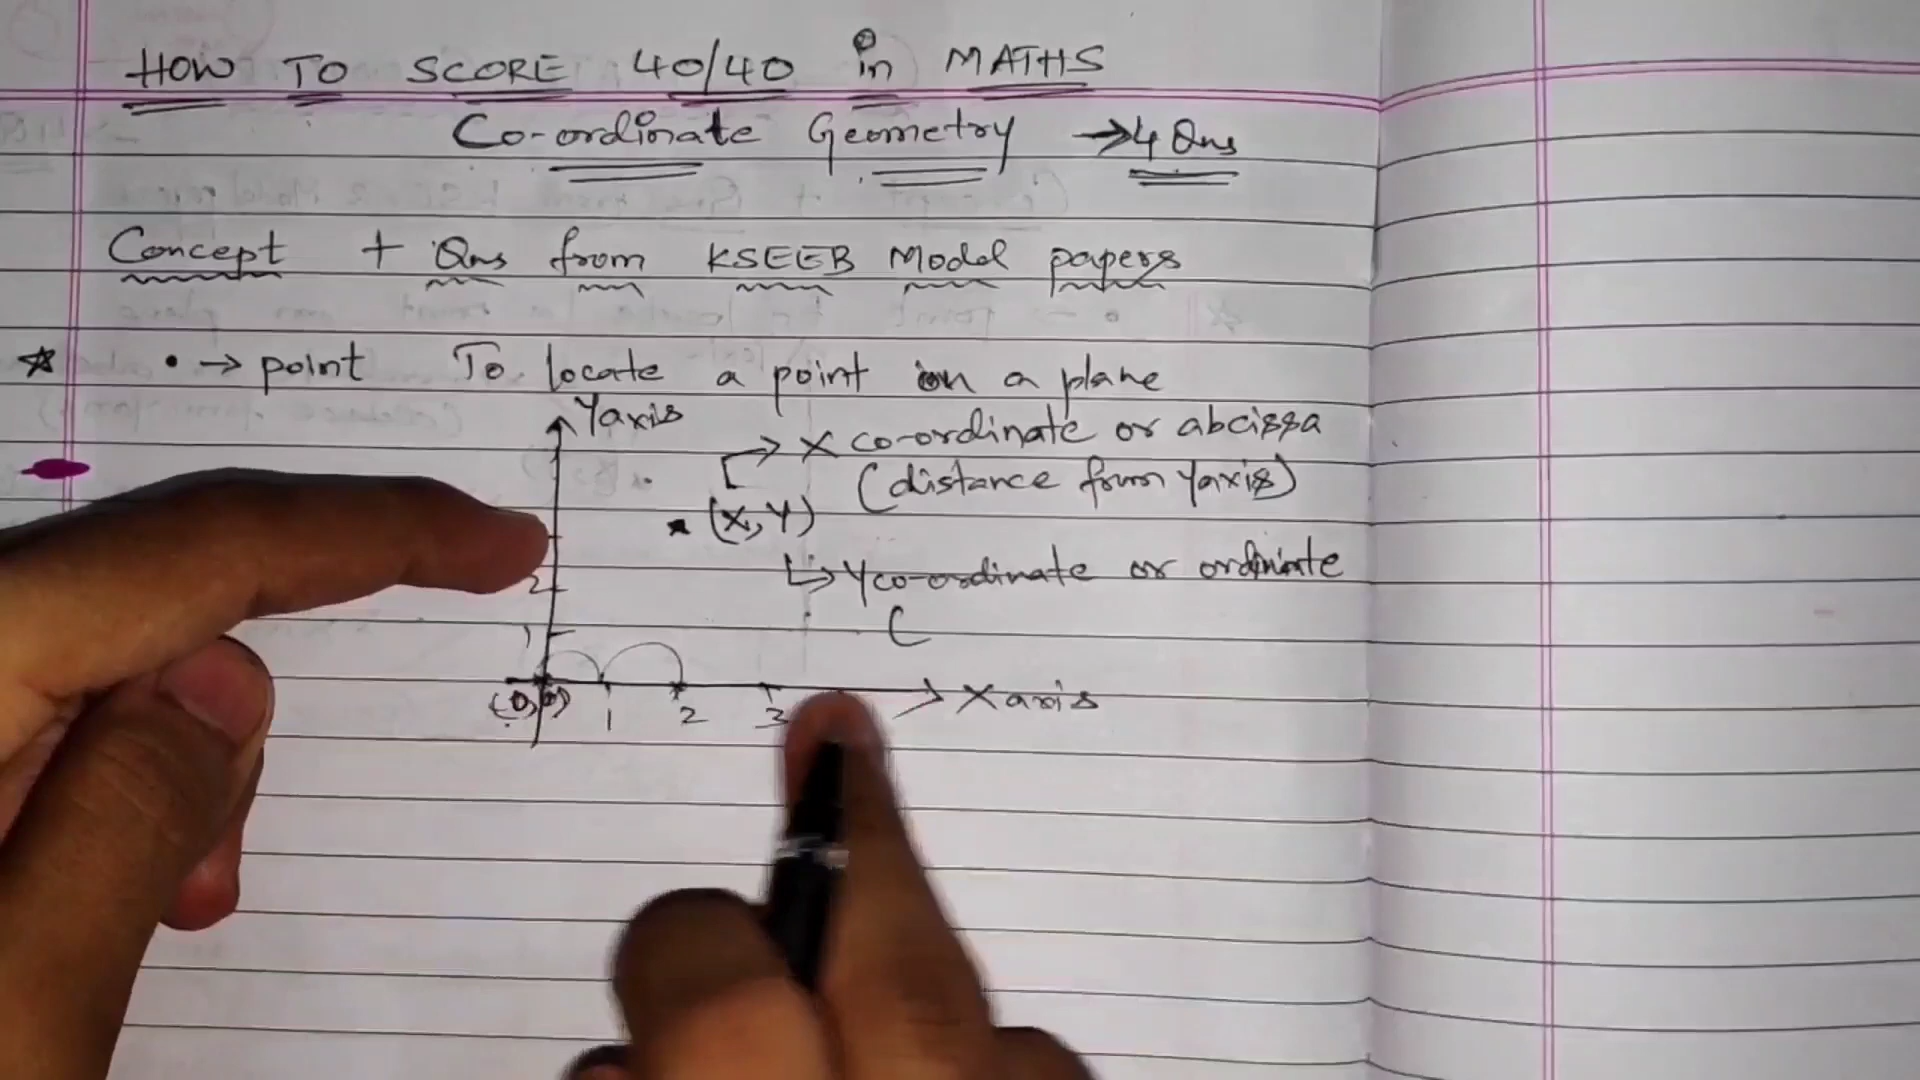 HOW TO SCORE 40/40 in MATHS
Co-ordinate Geometry → 4 Qns
Concept + Qns from KSEEB Model papers
☆ • → point To locate a point on a plane
Yaxis
→ X co-ordinate or abcissa
(distance from Yaxis)
• (X, Y)
→ Y co-ordinate or ordinate
(
2
1
(0,0) 1 2 3 X axis